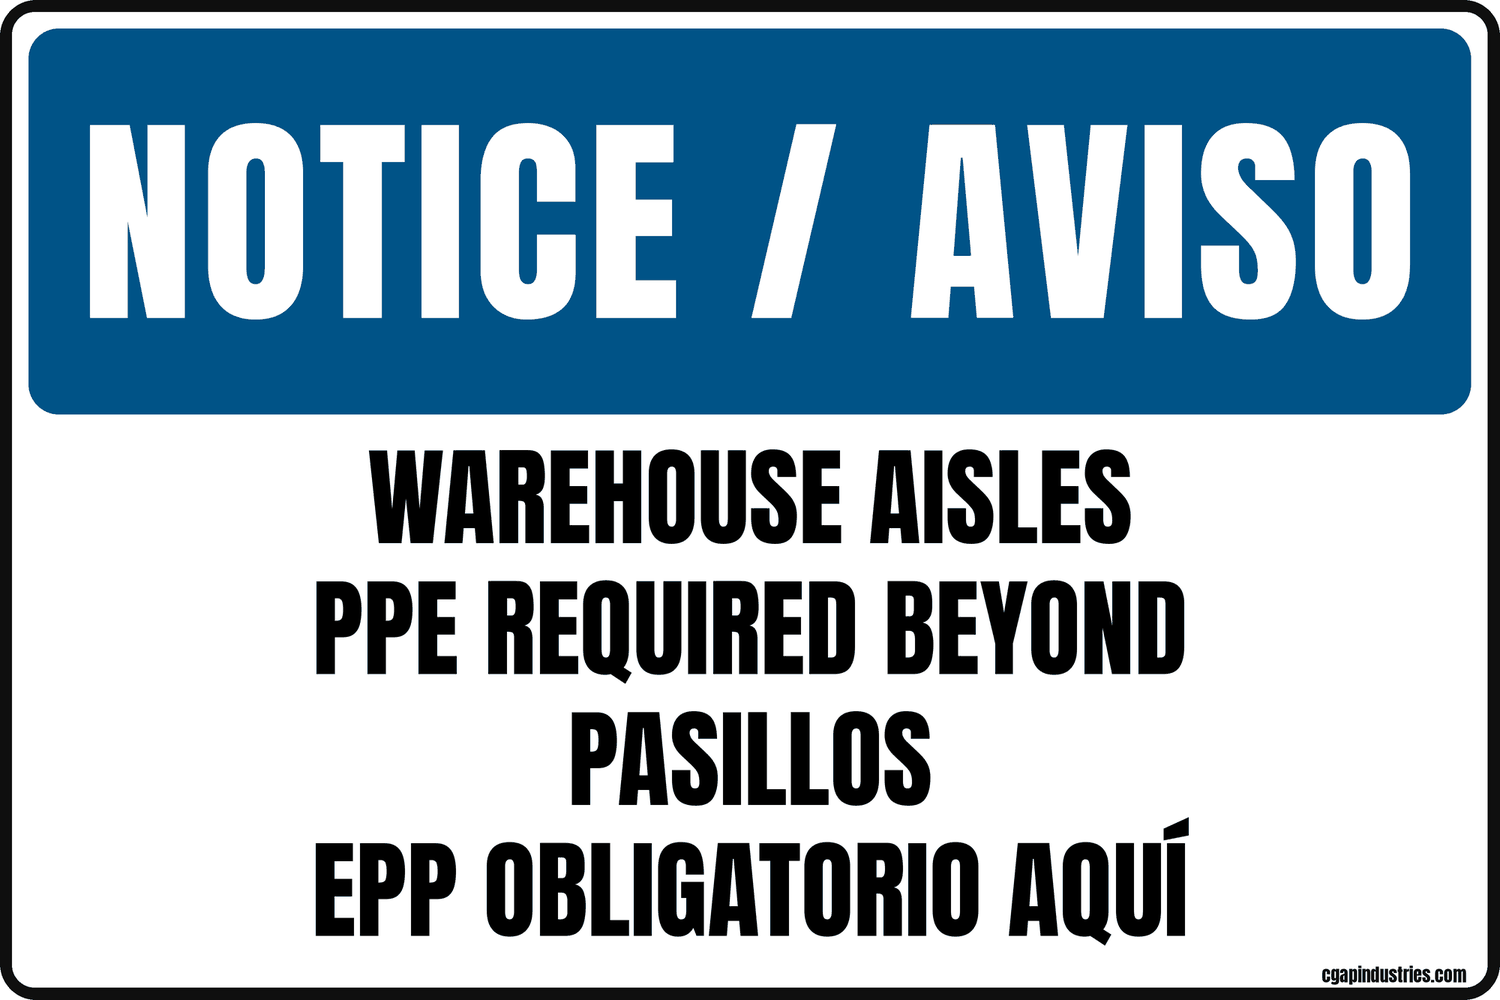 NOTICE / AVISO
WAREHOUSE AISLES
PPE REQUIRED BEYOND
PASILLOS
EPP OBLIGATORIO AQUÍ
cgapindustries.com